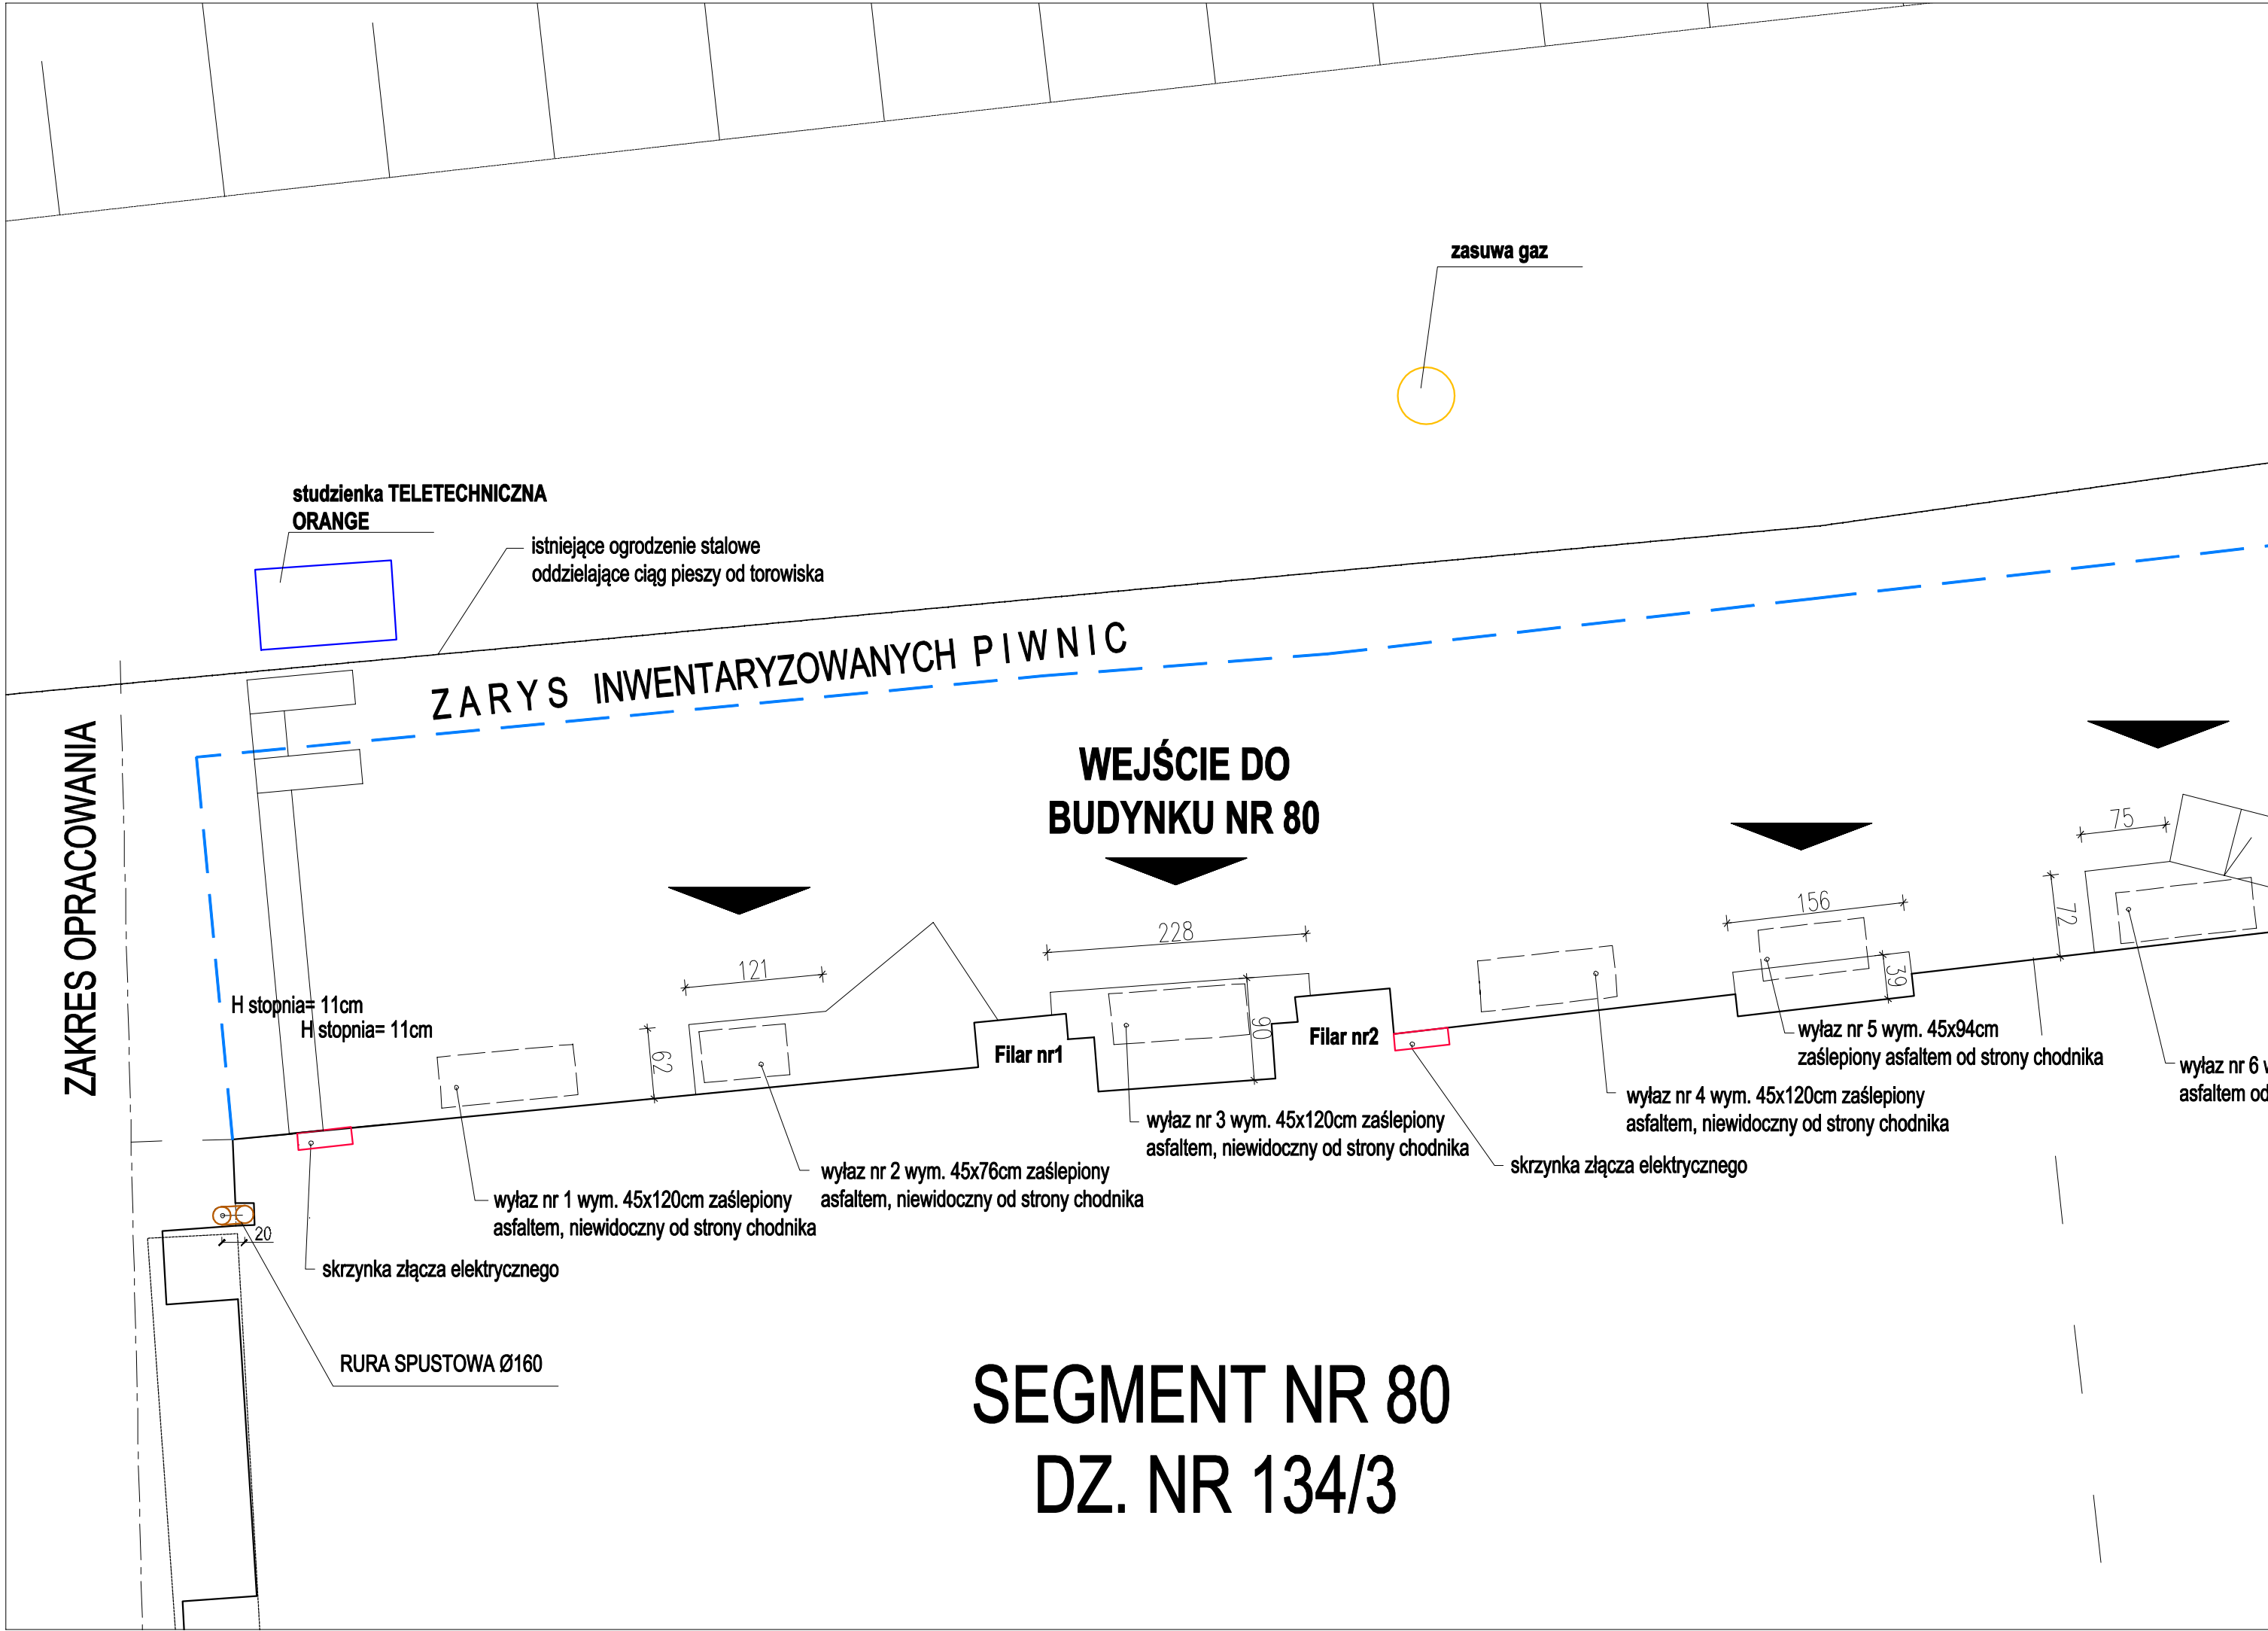 zasuwa gaz
studzienka TELETECHNICZNA
ORANGE
istniejące ogrodzenie stalowe
oddzielające ciąg pieszy od torowiska
ZARYS INWENTARYZOWANYCH PIWNIC
ZAKRES OPRACOWANIA
WEJŚCIE DO
BUDYNKU NR 80
75
72
156
39
228
90
121
62
H stopnia= 11cm
H stopnia= 11cm
Filar nr1
Filar nr2
wyłaz nr 5 wym. 45x94cm
zaślepiony asfaltem od strony chodnika
wyłaz nr 6
asfaltem od
wyłaz nr 4 wym. 45x120cm zaślepiony
asfaltem, niewidoczny od strony chodnika
wyłaz nr 3 wym. 45x120cm zaślepiony
asfaltem, niewidoczny od strony chodnika
skrzynka złącza elektrycznego
wyłaz nr 2 wym. 45x76cm zaślepiony
asfaltem, niewidoczny od strony chodnika
wyłaz nr 1 wym. 45x120cm zaślepiony
asfaltem, niewidoczny od strony chodnika
20
skrzynka złącza elektrycznego
RURA SPUSTOWA Ø160
SEGMENT NR 80
DZ. NR 134/3